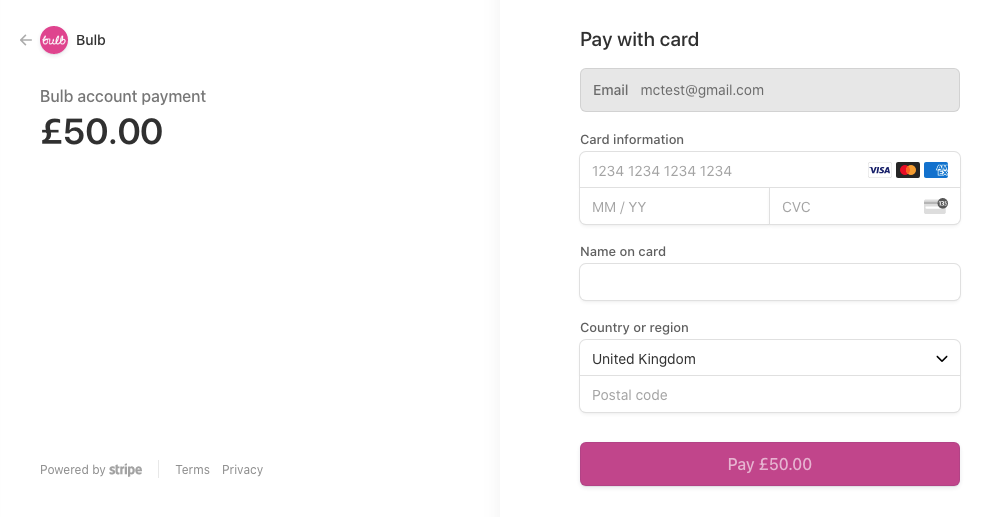 bulb Bulb
Bulb account payment
£50.00
Powered by stripe
Terms Privacy
Pay with card
Email mctest@gmail.com
Card information
1234 1234 1234 1234 VISA AMEX
MM / YY CVC 135
Name on card
Country or region
United Kingdom
Postal code
Pay £50.00